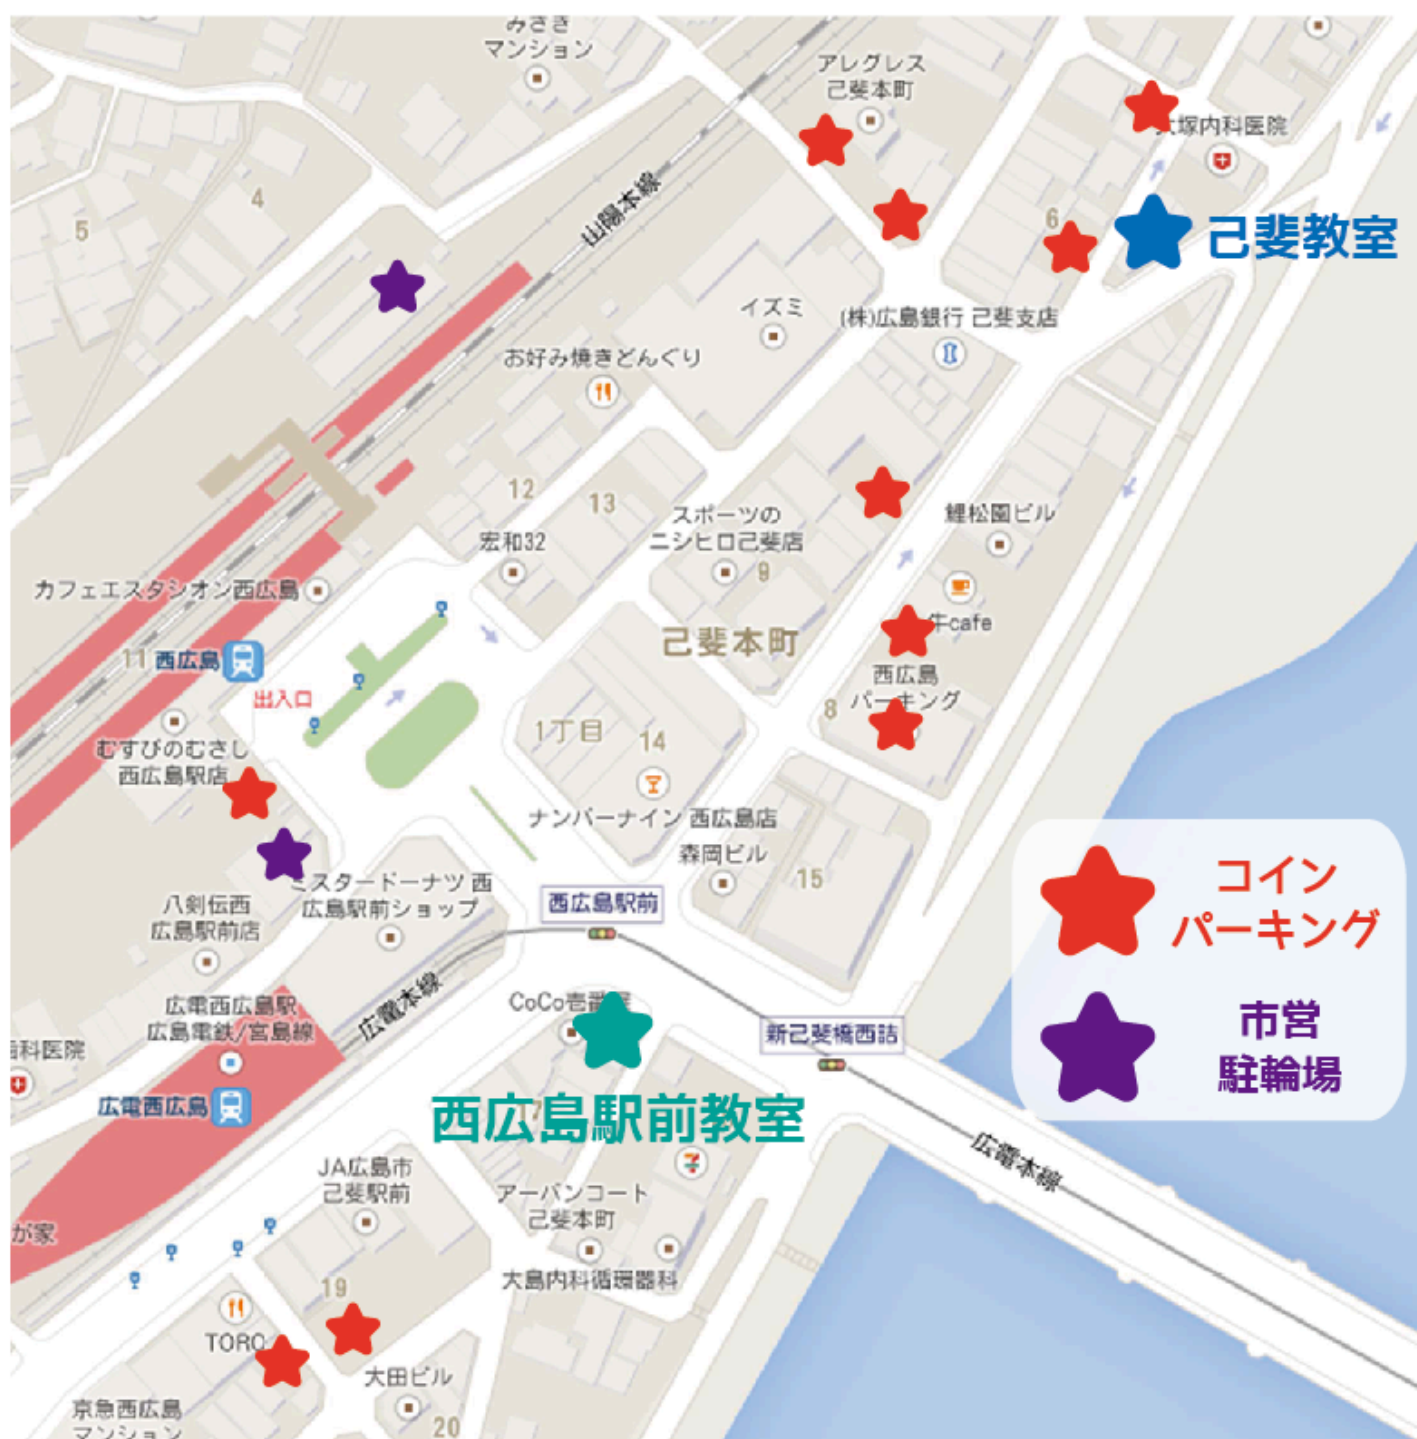 みさき
マンション
アレグレス
己斐本町
大塚内科医院
山陽本線
4
5
6
己斐教室
イズミ
(株)広島銀行 己斐支店
お好み焼きどんぐり
12
13
宏和32
スポーツの
ニシヒロ己斐店
9
鯉松園ビル
カフェエスタシオン西広島
11
西広島
出入口
己斐本町
牛cafe
西広島
パーキング
8
むすびのむさし
西広島駅店
1丁目
14
ナンバーナイン 西広島店
森岡ビル
15
ミスタードーナツ 西
広島駅前ショップ
西広島駅前
八剣伝西
広島駅前店
コイン
パーキング
市営
駐輪場
広電西広島駅
広島電鉄/宮島線
広電本線
CoCo壱番屋
新己斐橋西詰
歯科医院
広電西広島
西広島駅前教室
17
広電本線
JA広島市
己斐駅前
アーバンコート
己斐本町
が家
大島内科循環器科
19
TORO
大田ビル
京急西広島
マンション
20